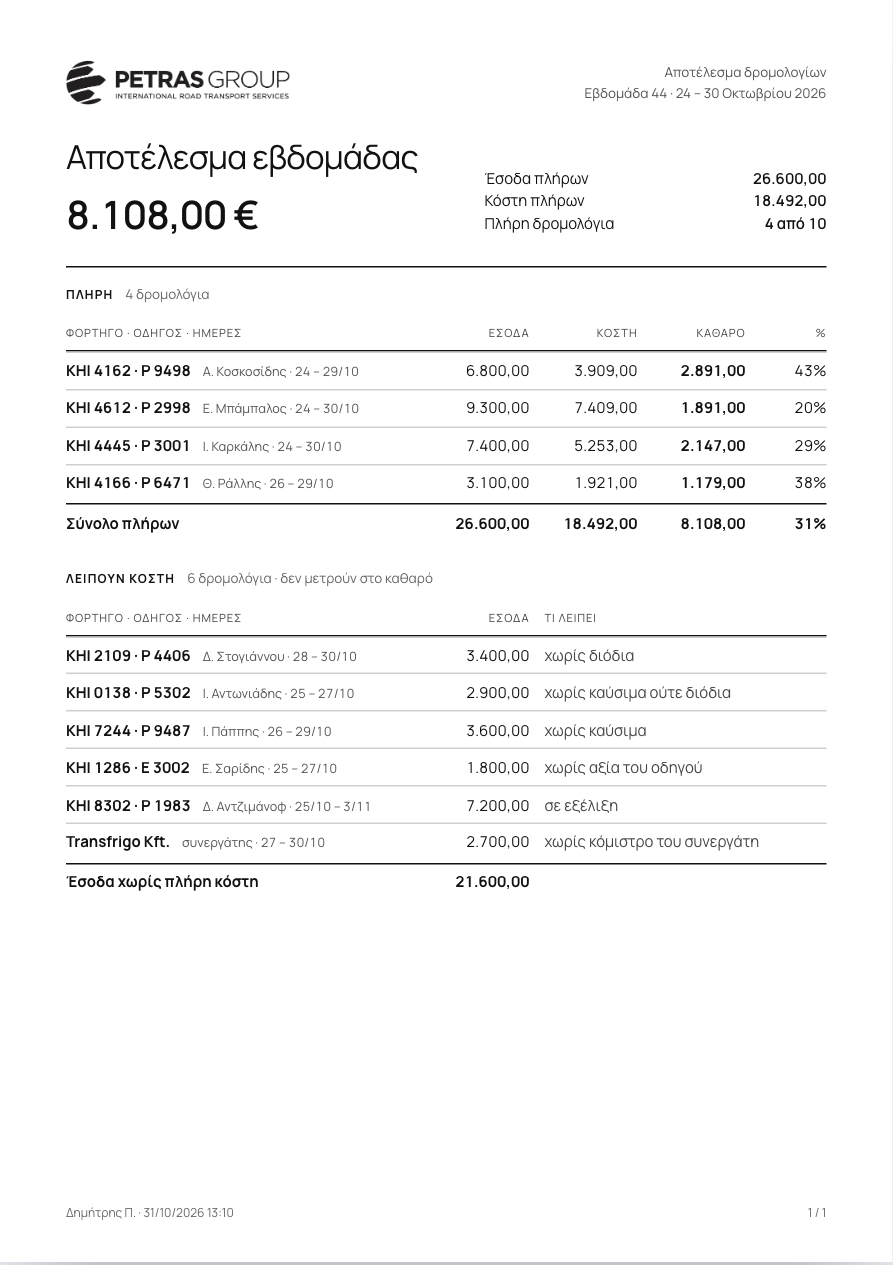 PETRAS GROUP
INTERNATIONAL ROAD TRANSPORT SERVICES
Αποτέλεσμα δρομολογίων
Εβδομάδα 44 · 24 – 30 Οκτωβρίου 2026
Αποτέλεσμα εβδομάδας
8.108,00 €
Έσοδα πλήρων 26.600,00
Κόστη πλήρων 18.492,00
Πλήρη δρομολόγια 4 από 10
ΠΛΗΡΗ 4 δρομολόγια
ΦΟΡΤΗΓΟ · ΟΔΗΓΟΣ · ΗΜΕΡΕΣ ΕΣΟΔΑ ΚΟΣΤΗ ΚΑΘΑΡΟ %
ΚΗΙ 4162 · Ρ 9498 Α. Κοσκοσίδης · 24 – 29/10 6.800,00 3.909,00 2.891,00 43%
ΚΗΙ 4612 · Ρ 2998 Ε. Μπάμπαλος · 24 – 30/10 9.300,00 7.409,00 1.891,00 20%
ΚΗΙ 4445 · Ρ 3001 Ι. Καρκάλης · 24 – 30/10 7.400,00 5.253,00 2.147,00 29%
ΚΗΙ 4166 · Ρ 6471 Θ. Ράλλης · 26 – 29/10 3.100,00 1.921,00 1.179,00 38%
Σύνολο πλήρων 26.600,00 18.492,00 8.108,00 31%
ΛΕΙΠΟΥΝ ΚΟΣΤΗ 6 δρομολόγια · δεν μετρούν στο καθαρό
ΦΟΡΤΗΓΟ · ΟΔΗΓΟΣ · ΗΜΕΡΕΣ ΕΣΟΔΑ ΤΙ ΛΕΙΠΕΙ
ΚΗΙ 2109 · Ρ 4406 Δ. Στογιάννου · 28 – 30/10 3.400,00 χωρίς διόδια
ΚΗΙ 0138 · Ρ 5302 Ι. Αντωνιάδης · 25 – 27/10 2.900,00 χωρίς καύσιμα ούτε διόδια
ΚΗΙ 7244 · Ρ 9487 Ι. Πάππης · 26 – 29/10 3.600,00 χωρίς καύσιμα
ΚΗΙ 1286 · Ε 3002 Ε. Σαρίδης · 25 – 27/10 1.800,00 χωρίς αξία του οδηγού
ΚΗΙ 8302 · Ρ 1983 Δ. Αντζιμάνοφ · 25/10 – 3/11 7.200,00 σε εξέλιξη
Transfrigo Kft. συνεργάτης · 27 – 30/10 2.700,00 χωρίς κόμιστρο του συνεργάτη
Έσοδα χωρίς πλήρη κόστη 21.600,00
Δημήτρης Π. · 31/10/2026 13:10
1 / 1